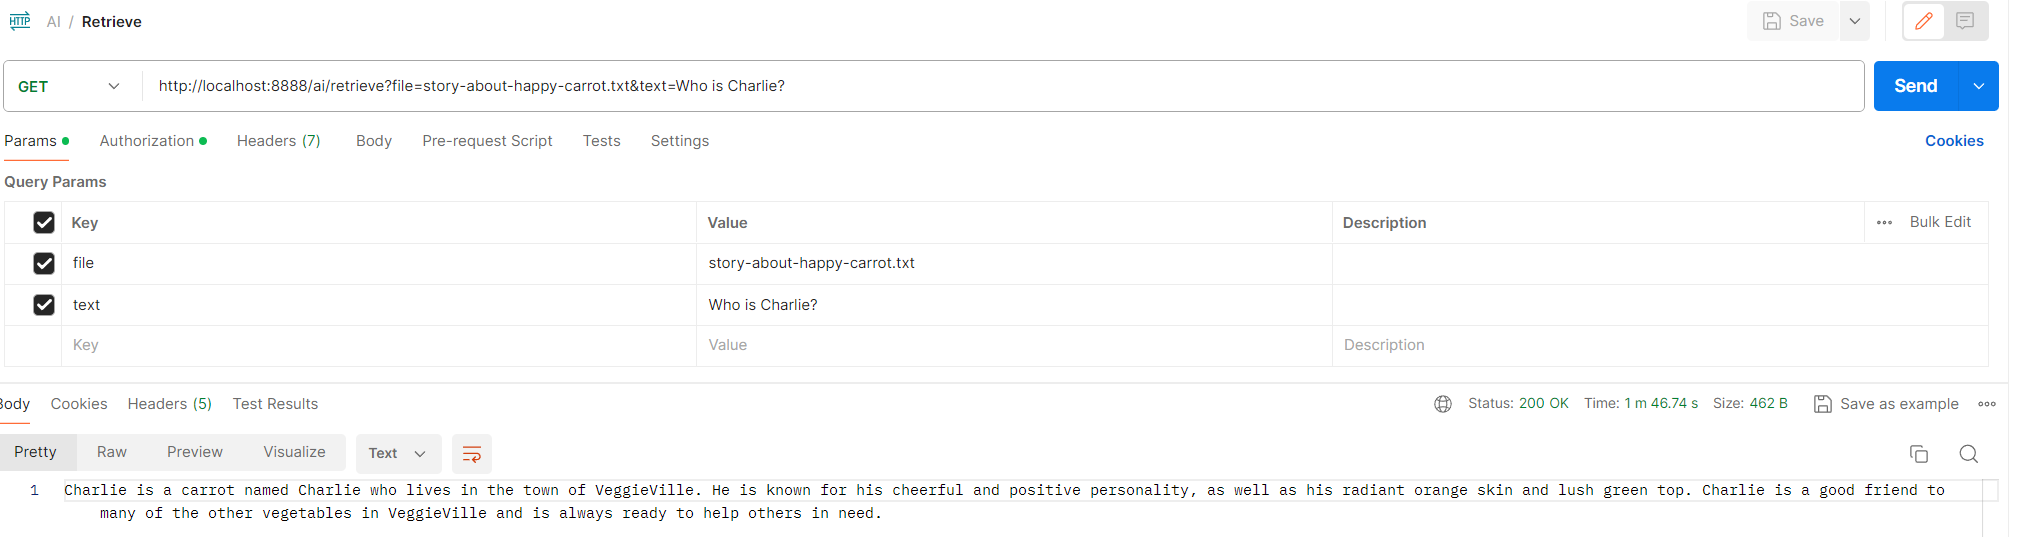 HTTP AI / Retrieve Save
GET http://localhost:8888/ai/retrieve?file=story-about-happy-carrot.txt&text=Who is Charlie? Send
Params Authorization Headers (7) Body Pre-request Script Tests Settings Cookies
Query Params
Key Value Description Bulk Edit
file story-about-happy-carrot.txt
text Who is Charlie?
Key Value Description
Body Cookies Headers (5) Test Results Status: 200 OK Time: 1 m 46.74 s Size: 462 B Save as example
Pretty Raw Preview Visualize Text
1 Charlie is a carrot named Charlie who lives in the town of VeggieVille. He is known for his cheerful and positive personality, as well as his radiant orange skin and lush green top. Charlie is a good friend to
many of the other vegetables in VeggieVille and is always ready to help others in need.